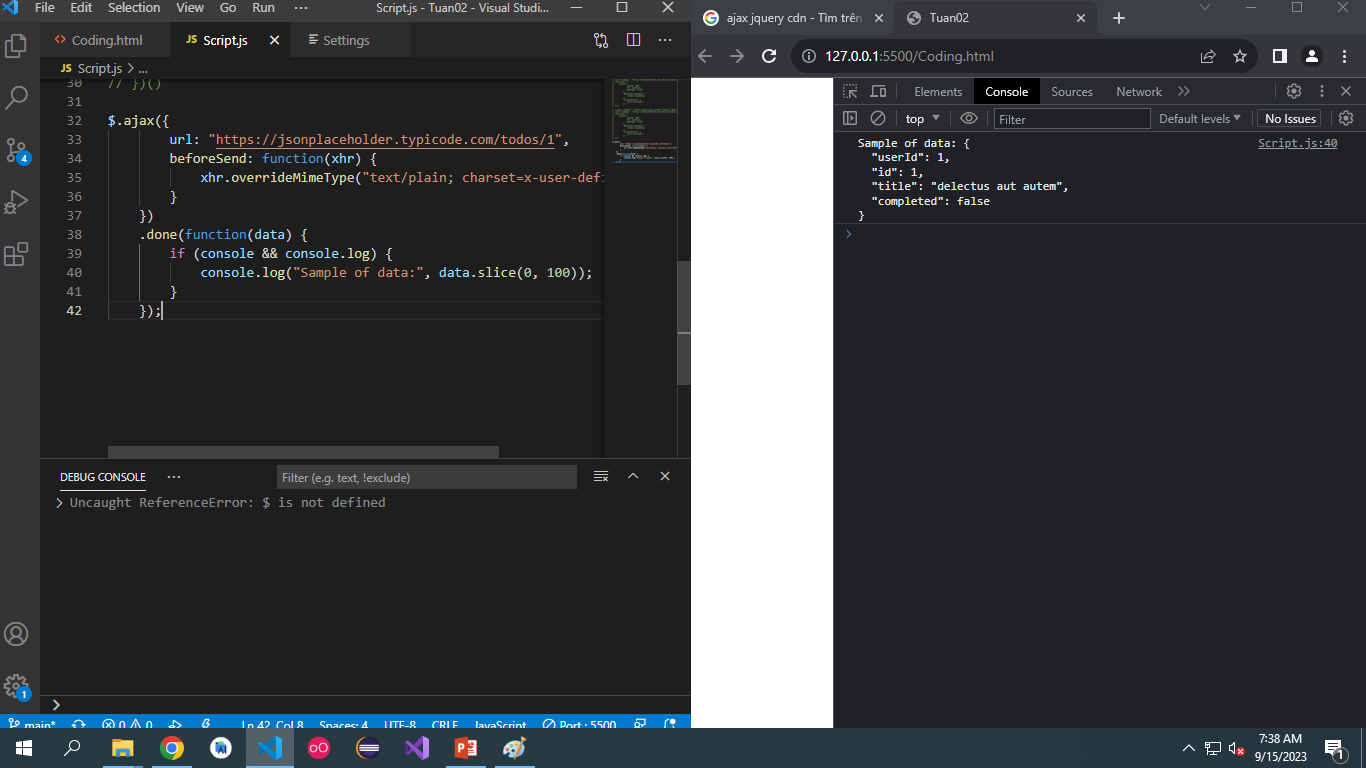 File Edit Selection View Go Run ··· Script.js - Tuan02 - Visual Studi...
Coding.html
JS Script.js
Settings
JS Script.js > ...
30 // })()
31
32 $.ajax({
33 url: "https://jsonplaceholder.typicode.com/todos/1",
34 beforeSend: function(xhr) {
35 xhr.overrideMimeType("text/plain; charset=x-user-defi
36 }
37 })
38 .done(function(data) {
39 if (console && console.log) {
40 console.log("Sample of data:", data.slice(0, 100));
41 }
42 });
DEBUG CONSOLE ··· Filter (e.g. text, !exclude)
> Uncaught ReferenceError: $ is not defined
>
4
1
main* 0 0 Ln 42, Col 8 Spaces: 4 UTF-8 CRLF JavaScript Port : 5500
ajax jquery cdn - Tìm trên
Tuan02
127.0.0.1:5500/Coding.html
Elements Console Sources Network
top Filter Default levels No Issues
Sample of data: { Script.js:40
"userId": 1,
"id": 1,
"title": "delectus aut autem",
"completed": false
}
>
7:38 AM
9/15/2023
1